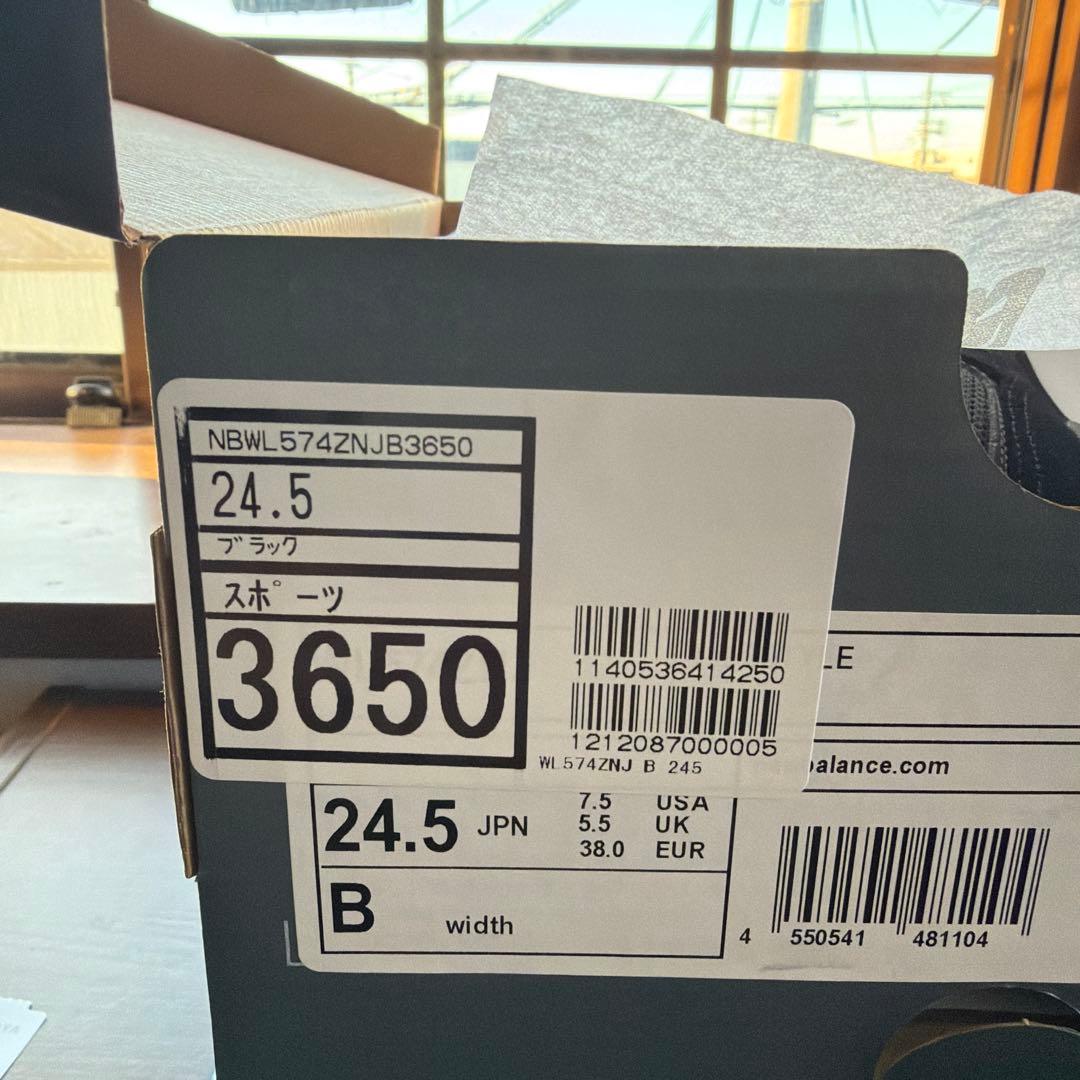 NBWL574ZNJB3650
24.5
ブラック
スポーツ
3650
1140536414250
1212087000005
WL574ZNJ B 245
LE
balance.com
24.5 JPN
7.5 USA
5.5 UK
38.0 EUR
B width
4 550541 481104